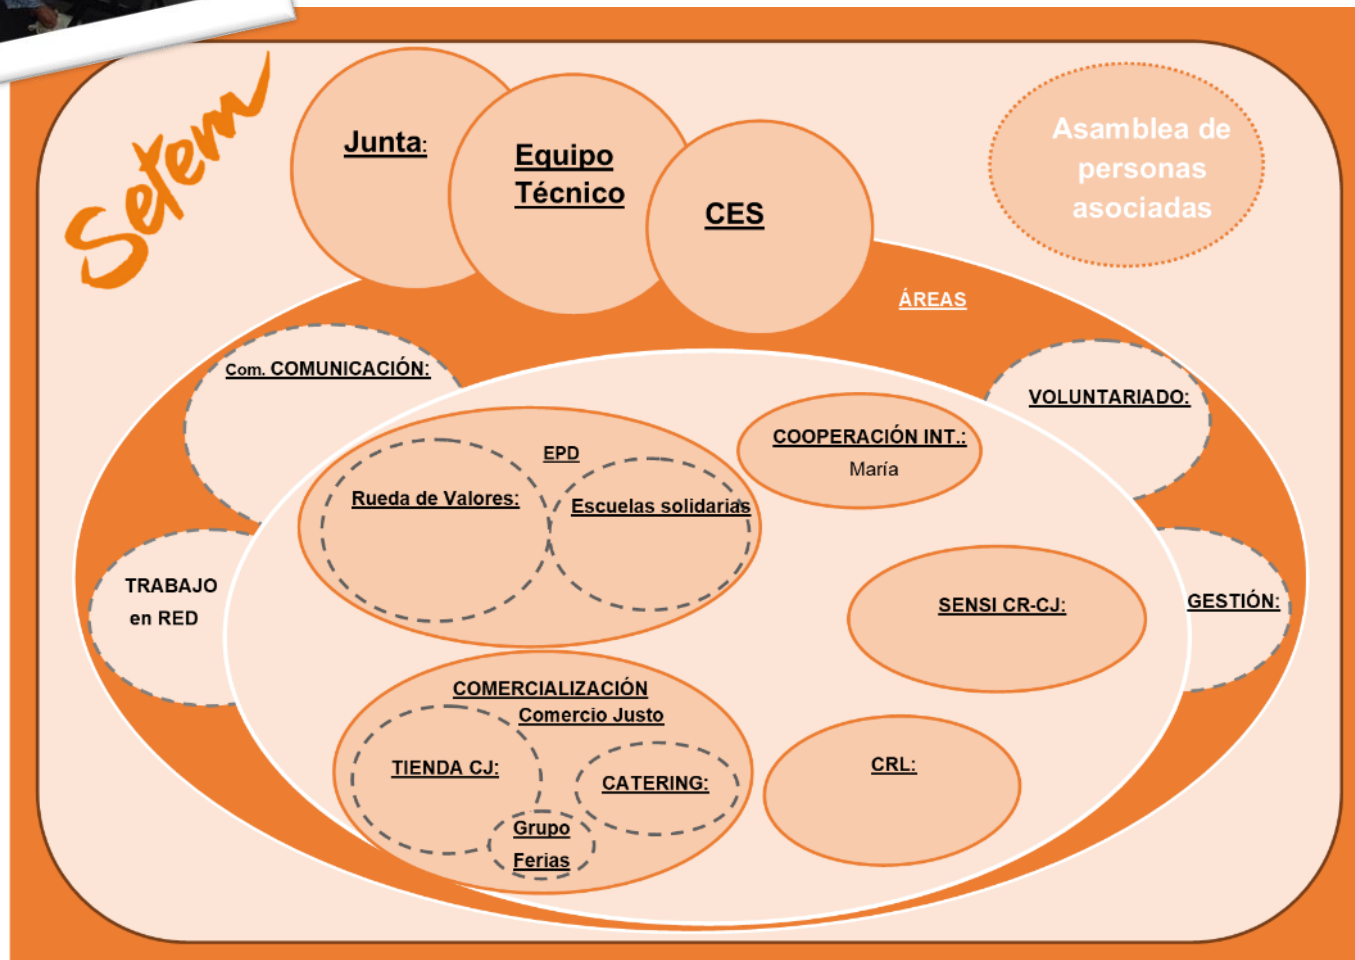 Setem
Junta:
Equipo
Técnico
CES
Asamblea de
personas
asociadas
ÁREAS
Com. COMUNICACIÓN:
VOLUNTARIADO:
EPD
Rueda de Valores:
Escuelas solidarias
COOPERACIÓN INT.:
María
TRABAJO
en RED
SENSI CR-CJ:
GESTIÓN:
COMERCIALIZACIÓN
Comercio Justo
TIENDA CJ:
CATERING:
Grupo
Ferias
CRL: